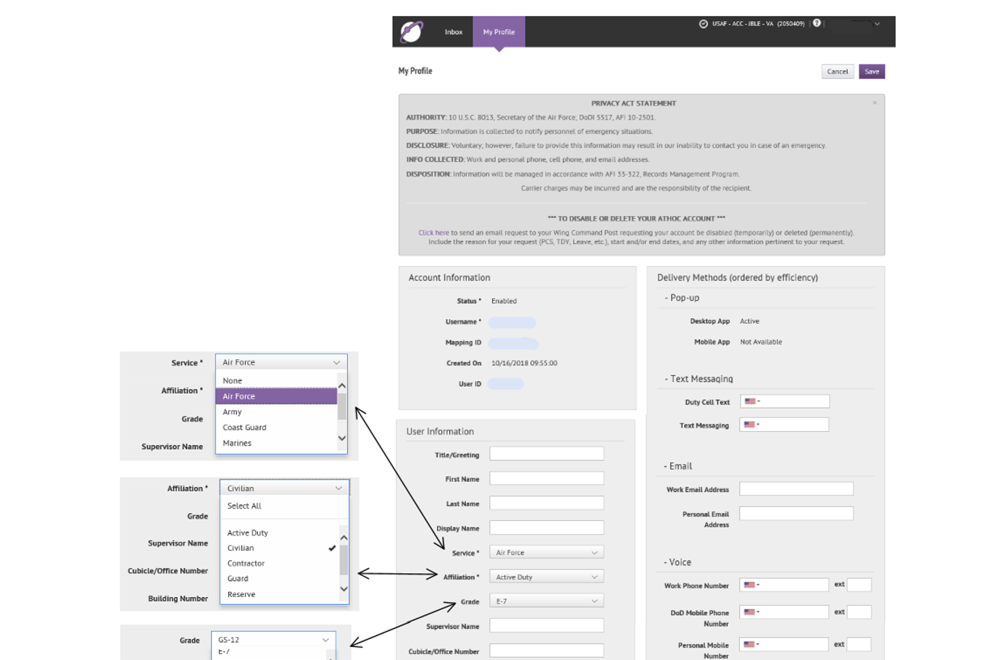 Inbox
My Profile
USAF - ACC - JBLE - VA (2050409)
My Profile
Cancel
Save
PRIVACY ACT STATEMENT
AUTHORITY: 10 U.S.C. 8013, Secretary of the Air Force; DoDI 5517, AFI 10-2501.
PURPOSE: Information is collected to notify personnel of emergency situations.
DISCLOSURE: Voluntary; however, failure to provide this information may result in our inability to contact you in case of an emergency.
INFO COLLECTED: Work and personal phone, cell phone, and email addresses.
DISPOSITION: Information will be managed in accordance with AFI 33-322, Records Management Program.
Carrier charges may be incurred and are the responsibility of the recipient.
*** TO DISABLE OR DELETE YOUR ATHOC ACCOUNT ***
Click here to send an email request to your Wing Command Post requesting your account be disabled (temporarily) or deleted (permanently).
Include the reason for your request (PCS, TDY, Leave, etc.), start and/or end dates, and any other information pertinent to your request.
Account Information
Status * Enabled
Username *
Mapping ID
Created On 10/16/2018 09:55:00
User ID
Delivery Methods (ordered by efficiency)
- Pop-up
Desktop App Active
Mobile App Not Available
- Text Messaging
Duty Cell Text
Text Messaging
- Email
Work Email Address
Personal Email
Address
- Voice
Work Phone Number ext
DoD Mobile Phone
Number ext
Personal Mobile
Number ext
User Information
Title/Greeting
First Name
Last Name
Display Name
Service * Air Force
Affiliation * Active Duty
Grade E-7
Supervisor Name
Cubicle/Office Number
Service * Air Force
None
Affiliation *
Air Force
Army
Grade
Coast Guard
Marines
Supervisor Name
Affiliation * Civilian
Select All
Grade
Active Duty
Supervisor Name
Civilian
Contractor
Cubicle/Office Number
Guard
Reserve
Building Number
Grade GS-12
E-7